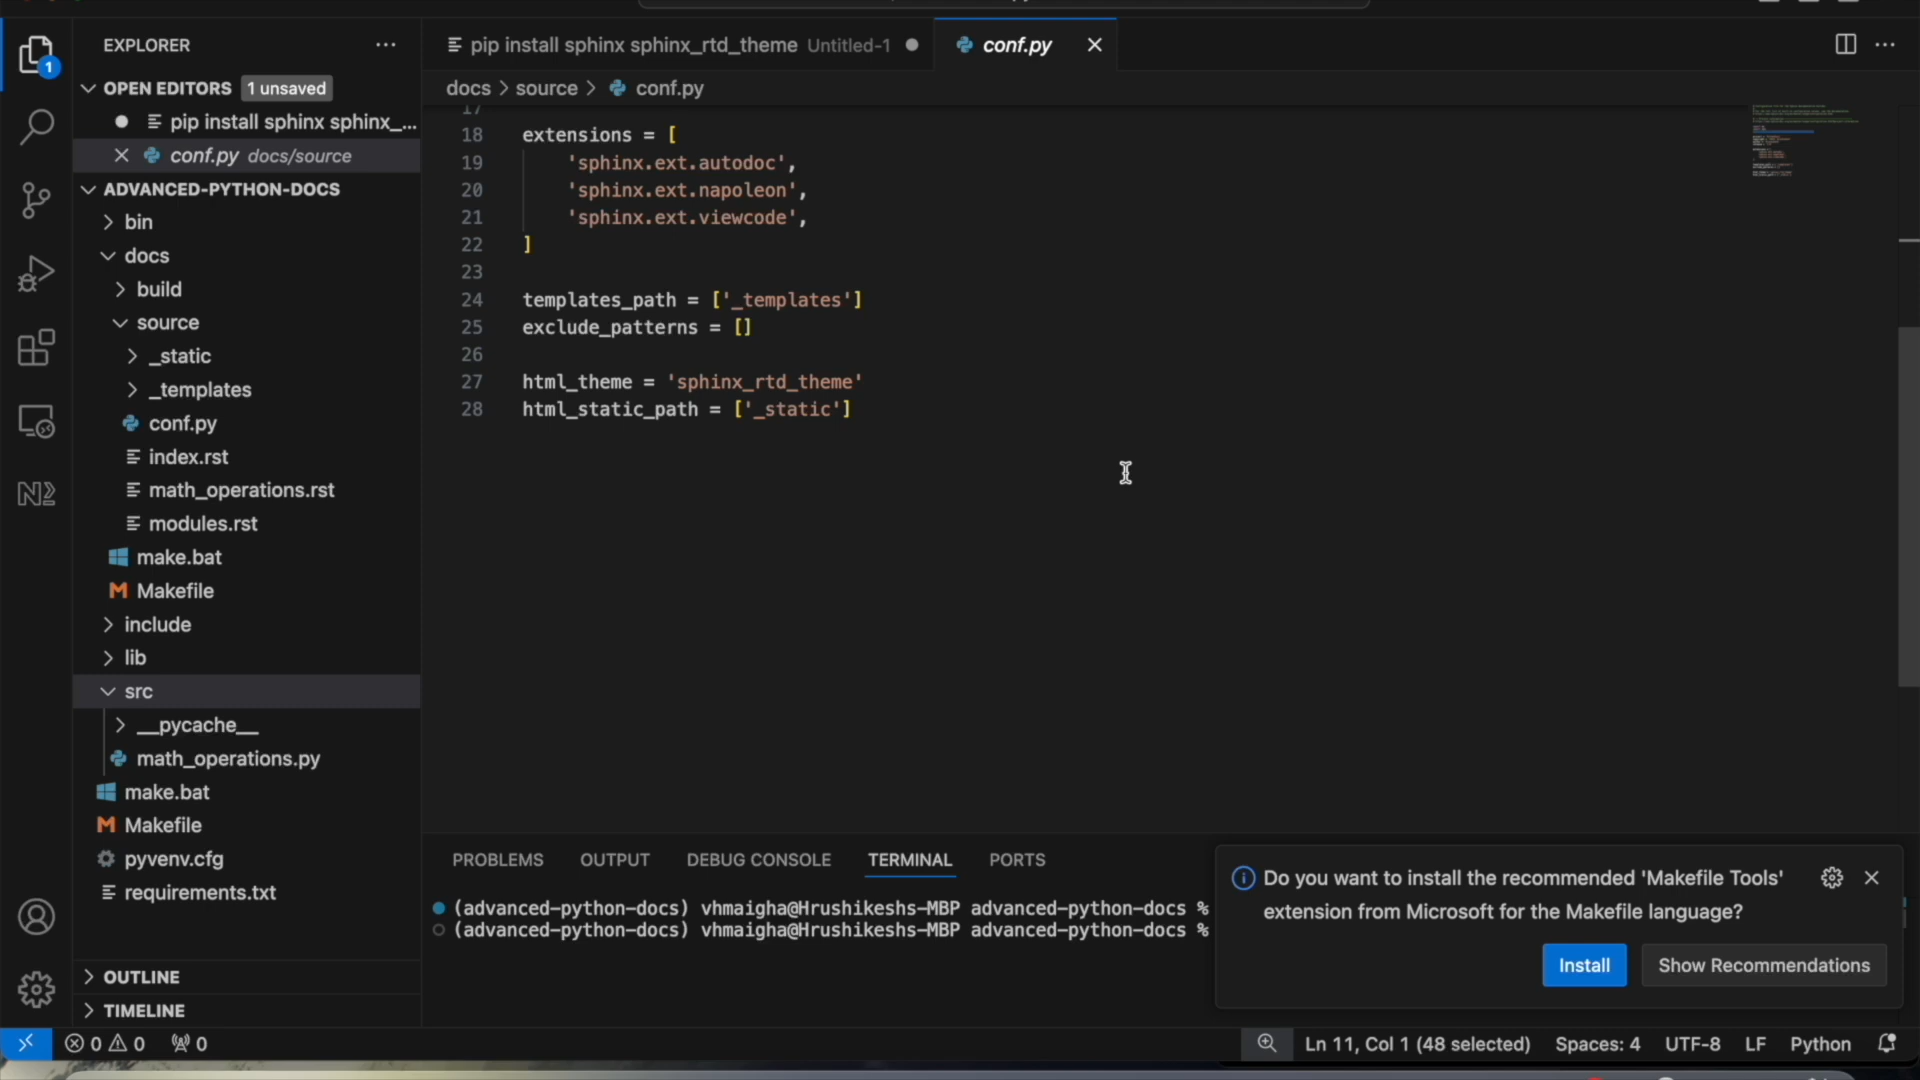 EXPLORER
OPEN EDITORS 1 unsaved
pip install sphinx sphinx_...
conf.py docs/source
ADVANCED-PYTHON-DOCS
bin
docs
build
source
_static
_templates
conf.py
index.rst
math_operations.rst
modules.rst
make.bat
Makefile
include
lib
src
__pycache__
math_operations.py
make.bat
Makefile
pyvenv.cfg
requirements.txt
OUTLINE
TIMELINE
1
pip install sphinx sphinx_rtd_theme Untitled-1
conf.py
docs > source > conf.py
17
18 extensions = [
19 'sphinx.ext.autodoc',
20 'sphinx.ext.napoleon',
21 'sphinx.ext.viewcode',
22 ]
23
24 templates_path = ['_templates']
25 exclude_patterns = []
26
27 html_theme = 'sphinx_rtd_theme'
28 html_static_path = ['_static']
PROBLEMS OUTPUT DEBUG CONSOLE TERMINAL PORTS
(advanced-python-docs) vhmaigha@Hrushikeshs-MBP advanced-python-docs %
(advanced-python-docs) vhmaigha@Hrushikeshs-MBP advanced-python-docs %
Do you want to install the recommended 'Makefile Tools'
extension from Microsoft for the Makefile language?
Install Show Recommendations
0 0 0 Ln 11, Col 1 (48 selected) Spaces: 4 UTF-8 LF Python